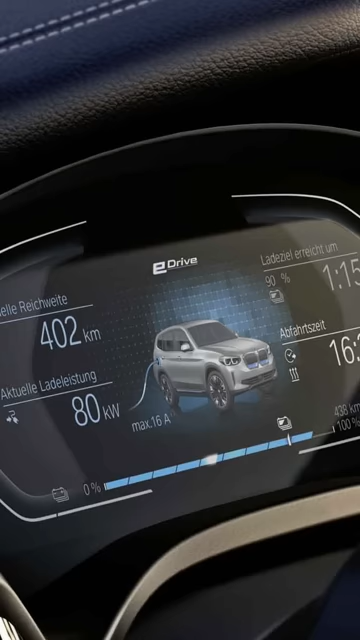 eDrive
elle Reichweite
402 km
Aktuelle Ladeleistung
80 kW
max. 16 A
Ladeziel erreicht um
90 %
1:15
Abfahrtszeit
16:
438 km
0 %
100 %